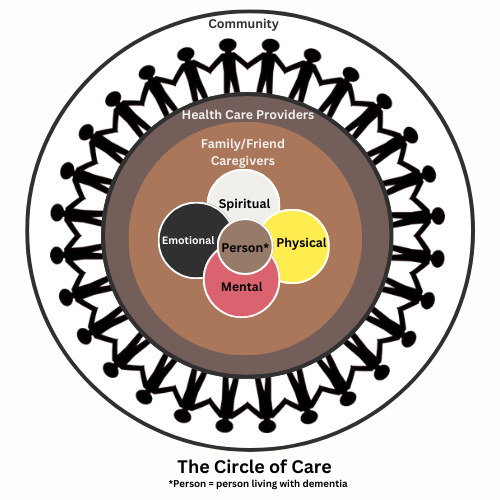 Community
Health Care Providers
Family/Friend
Caregivers
Spiritual
Emotional
Person*
Physical
Mental
The Circle of Care
*Person = person living with dementia